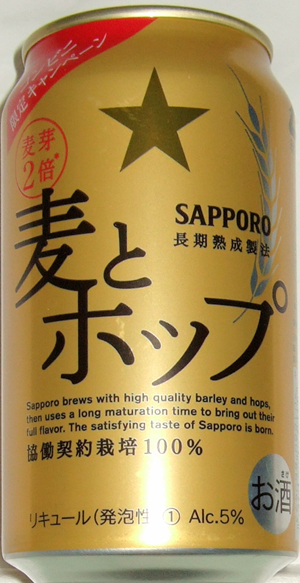 限定キャンペーン
麦芽
2倍*
SAPPORO
長期熟成製法
麦と
ホップ
Sapporo brews with high quality barley and hops,
then uses a long maturation time to bring out their
full flavor. The satisfying taste of Sapporo is born.
協働契約栽培100%
お酒
リキュール(発泡性)① Alc.5%